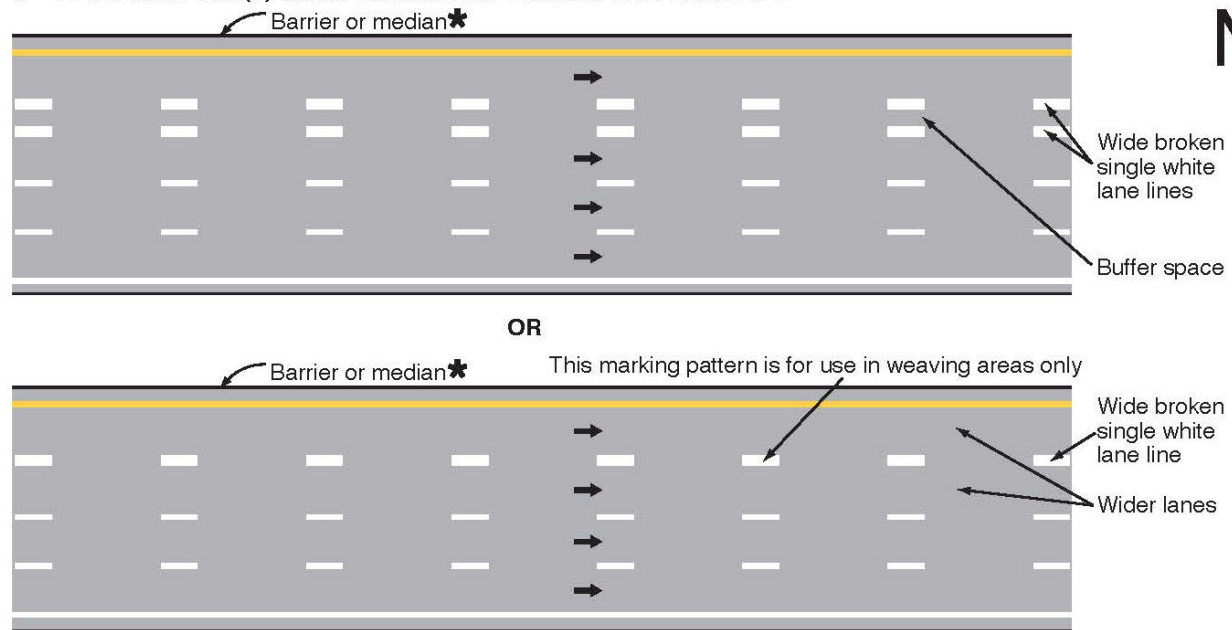 Barrier or median*
Wide broken
single white
lane lines
Buffer space
OR
Barrier or median*
This marking pattern is for use in weaving areas only
Wide broken
single white
lane line
Wider lanes